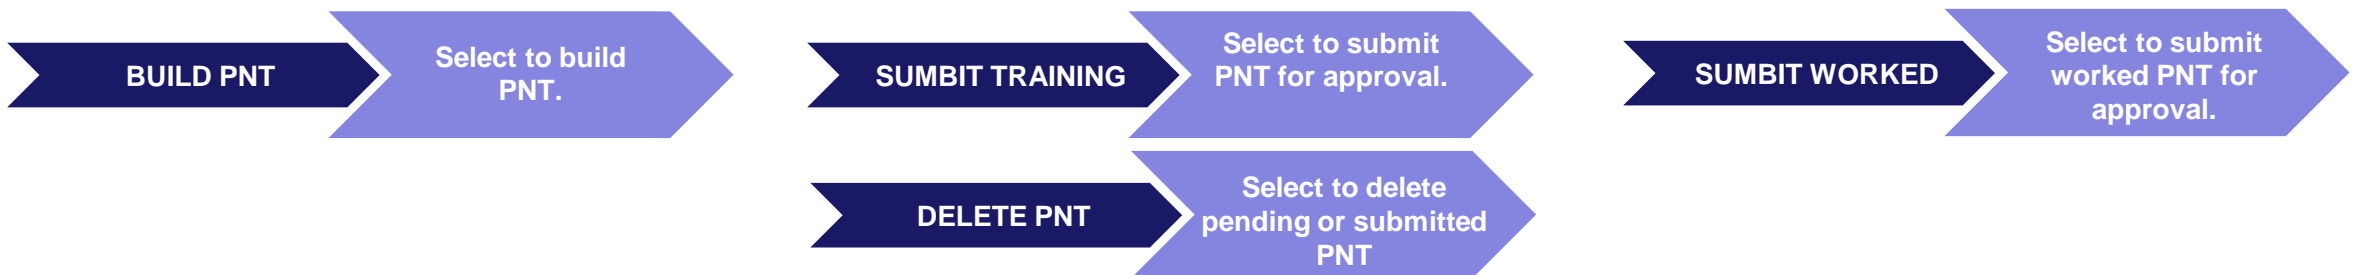 BUILD PNT
Select to build
PNT.
SUMBIT TRAINING
Select to submit
PNT for approval.
SUMBIT WORKED
Select to submit
worked PNT for
approval.
DELETE PNT
Select to delete
pending or submitted
PNT